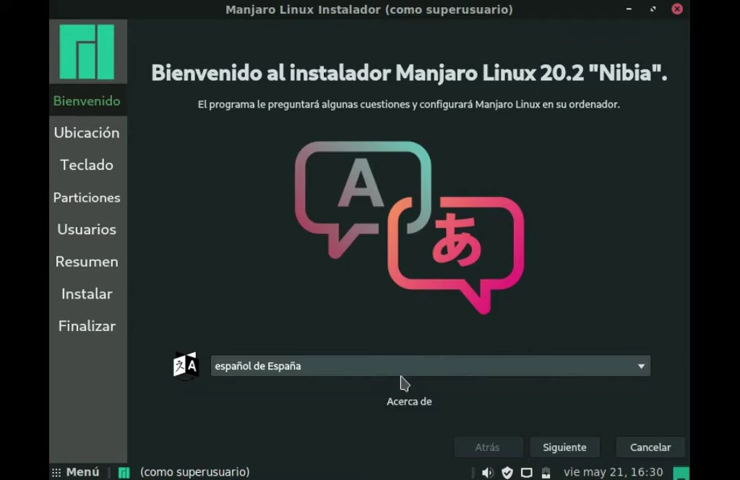 Manjaro Linux Instalador (como superusuario)
Bienvenido
Ubicación
Teclado
Particiones
Usuarios
Resumen
Instalar
Finalizar
Bienvenido al instalador Manjaro Linux 20.2 "Nibia".
El programa le preguntará algunas cuestiones y configurará Manjaro Linux en su ordenador.
A
あ
español de España
Acerca de
Atrás Siguiente Cancelar
Menú (como superusuario) vie may 21, 16:30